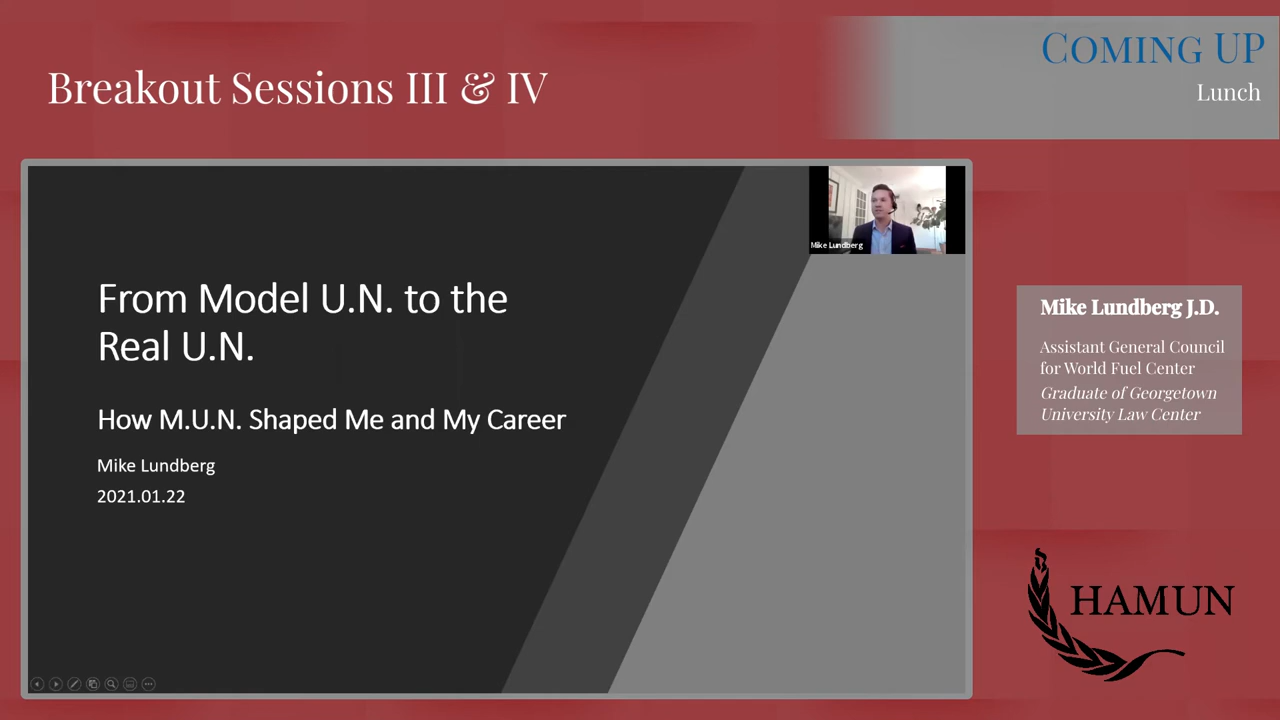 Breakout Sessions III & IV
COMING UP
Lunch
From Model U.N. to the
Real U.N.
How M.U.N. Shaped Me and My Career
Mike Lundberg
2021.01.22
Mike Lundberg
Mike Lundberg J.D.
Assistant General Council
for World Fuel Center
Graduate of Georgetown
University Law Center
HAMUN